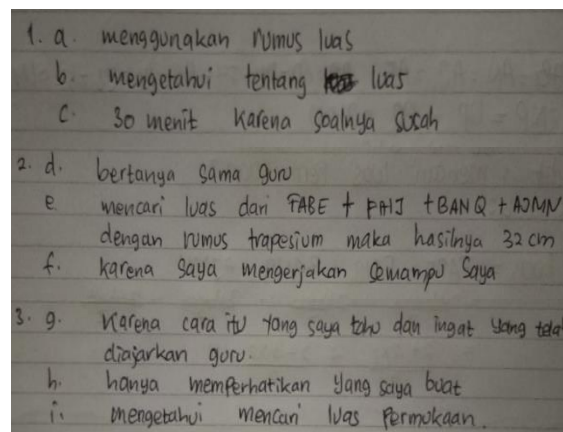 1. a. menggunakan rumus luas
b. mengetahui tentang luas
c. 30 menit karena soalnya susah
2. d. bertanya sama guru
e mencari luas dari FABE + PAIJ + BANQ + AJMN
dengan rumus trapesium maka hasilnya 32 cm
f. karena saya mengerjakan semampu saya
3. g. karena cara itu yang saya tahu dan ingat yang tela
diajarkan guru.
h. hanya memperhatikan yang saya buat
i. mengetahui mencari luas permukaan.